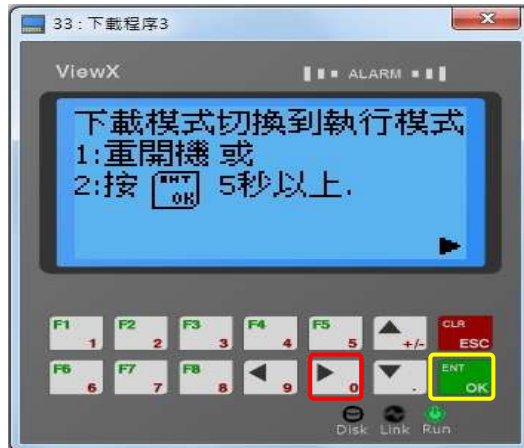 33 : 下載程序3
ViewX
ALARM
下載模式切換到執行模式
1:重開機 或
2:按 ENT OK 5秒以上.
F1 1 F2 2 F3 3 F4 4 F5 5 +/- CLR ESC
F6 6 F7 7 F8 8 9 0 . ENT OK
Disk Link Run